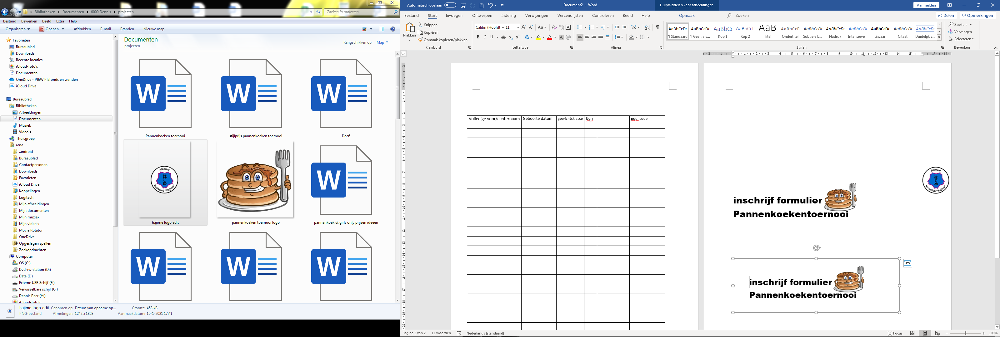 Bibliotheken
Documenten
0000 Dennis
projecten
Zoeken in projecten
Bestand Bewerken Beeld Extra Help
Organiseren Openen Afdrukken E-mail Branden Nieuwe map
Favorieten
Bureaublad
Downloads
Recente locaties
iCloud-foto's
Documenten
OneDrive - P&W Plafonds en wanden
iCloud Drive
Bureaublad
Bibliotheken
Afbeeldingen
Documenten
Muziek
Video's
Thuisgroep
rene
.android
Bureaublad
Contactpersonen
Downloads
Favorieten
iCloud Drive
Koppelingen
Logitech
Mijn afbeeldingen
Mijn documenten
Mijn muziek
Mijn video's
Movie Rotator
OneDrive
Opgeslagen spellen
Zoekopdrachten
Computer
OS (C:)
Dvd-rw-station (D:)
Data (E:)
Externe USB Schijf (F:)
Verwisselbare schijf (G:)
Dennis Peer (H:)
iCloud-foto's
Documenten
projecten
Rangschikken op: Map
W
W
W
Pannenkoeken toernooi
stijlprijs pannenkoeken toernooi
Doc6
Alkmaar
はじめ
budoclub "Hajime"
W
hajime logo edit
pannenkoeken toernooi logo
pannenkoek & girls only prijzen ideeen
W
W
W
hajime logo edit Genomen op: Datum van opname op... Grootte: 453 kB
PNG-bestand Afmetingen: 1242 x 1858 Aanmaakdatum: 10-1-2021 17:41
Automatisch opslaan
Document2 - Word
Hulpmiddelen voor afbeeldingen
Aanmelden
Bestand Start Invoegen Ontwerpen Indeling Verwijzingen Verzendlijsten Controleren Beeld Help Opmaak Zoeken
Delen Opmerkingen
Plakken
Knippen
Kopiëren
Opmaak kopiëren/plakken
Klembord
Calibri (Hoofdt 11
Lettertype
Alinea
AaBbCcDc AaBbCcDc AaBbC( AaBbCcE AaB AaBbCcD AaBbCcDc AaBbCcDc AaBbCcDc AaBbCcDc AaBbCcDc AaBbCcDc
¶ Standaard ¶ Geen afs... Kop 1 Kop 2 Titel Ondertitel Subtiele b... Nadruk Intensieve... Zwaar Citaat Duidelijk c...
Stijlen
Zoeken
Vervangen
Selecteren
Bewerken
Volledige voor/achternaam Geboorte datum gewichtsklasse Kyu poul code
Alkmaar
はじめ
budoclub "Hajime"
inschrijf formulier
Pannenkoekentoernooi
inschrijf formulier
Pannenkoekentoernooi
Pagina 2 van 2 11 woorden Nederlands (standaard)
Focus
100%